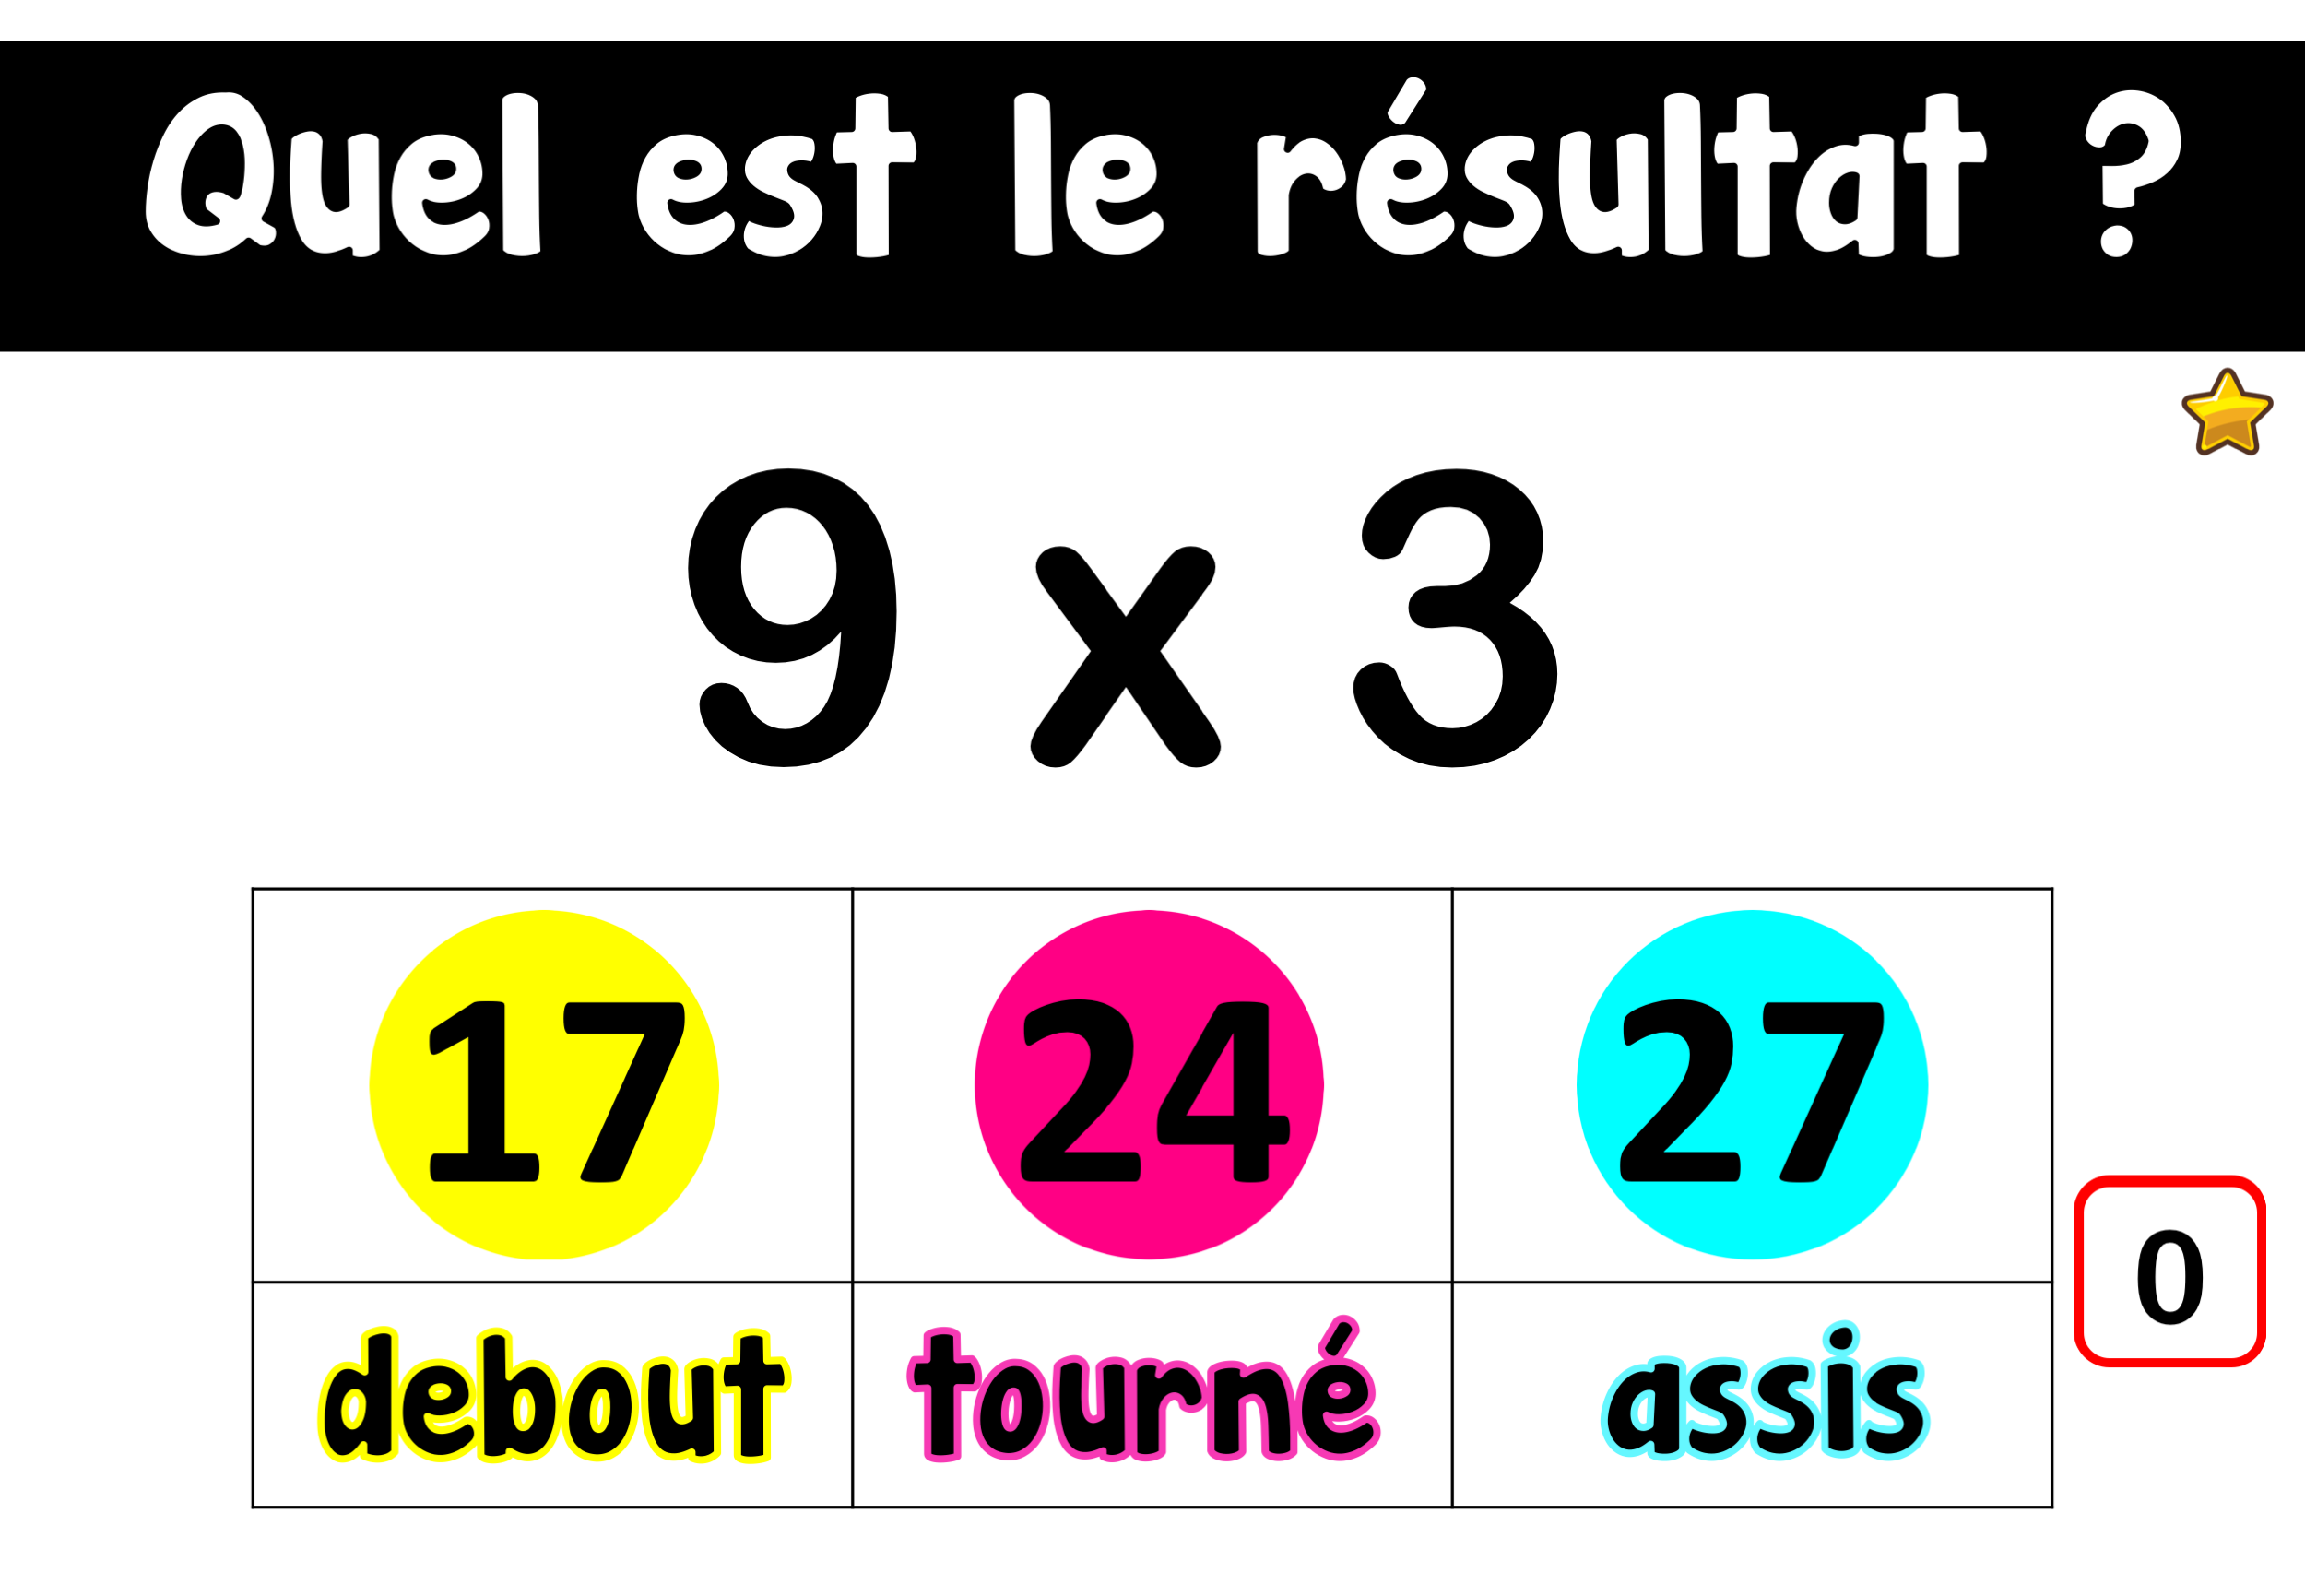 Quel est le résultat ?
9 x 3
17 24 27
0
debout tourné assis